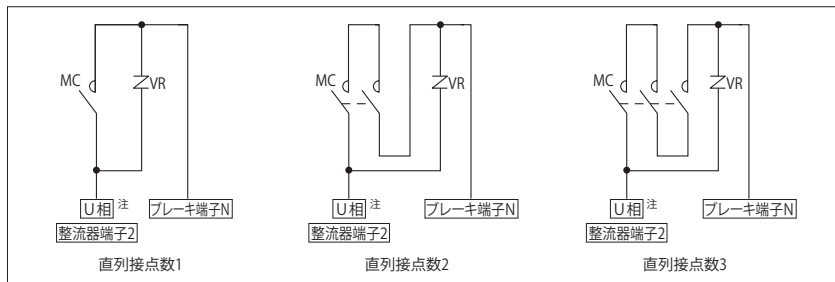 MC
VR
U相 注
ブレーキ端子N
整流器端子2
直列接点数1
MC
VR
U相 注
ブレーキ端子N
整流器端子2
直列接点数2
MC
VR
U相 注
ブレーキ端子N
整流器端子2
直列接点数3